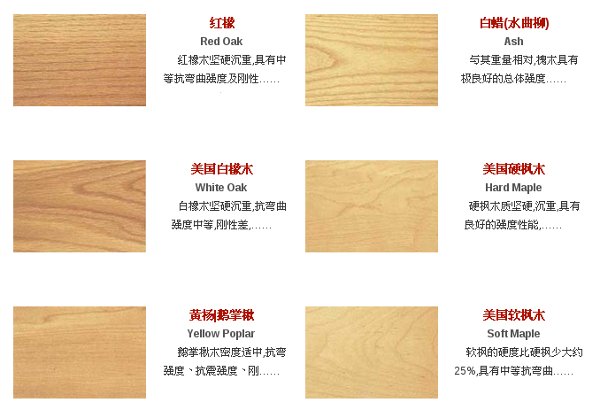 红橡
Red Oak
红橡木坚硬沉重,具有中
等抗弯曲强度及刚性……
白蜡(水曲柳)
Ash
与其重量相对,槐木具有
极良好的总体强度……
美国白橡木
White Oak
白橡木坚硬沉重,抗弯曲
强度中等,刚性差,……
美国硬枫木
Hard Maple
硬枫木质坚硬,沉重,具有
良好的强度性能,……
黄杨|鹅掌楸
Yellow Poplar
鹅掌楸木密度适中,抗弯
强度、抗震强度、刚……
美国软枫木
Soft Maple
软枫的硬度比硬枫少大约
25%,具有中等抗弯曲……